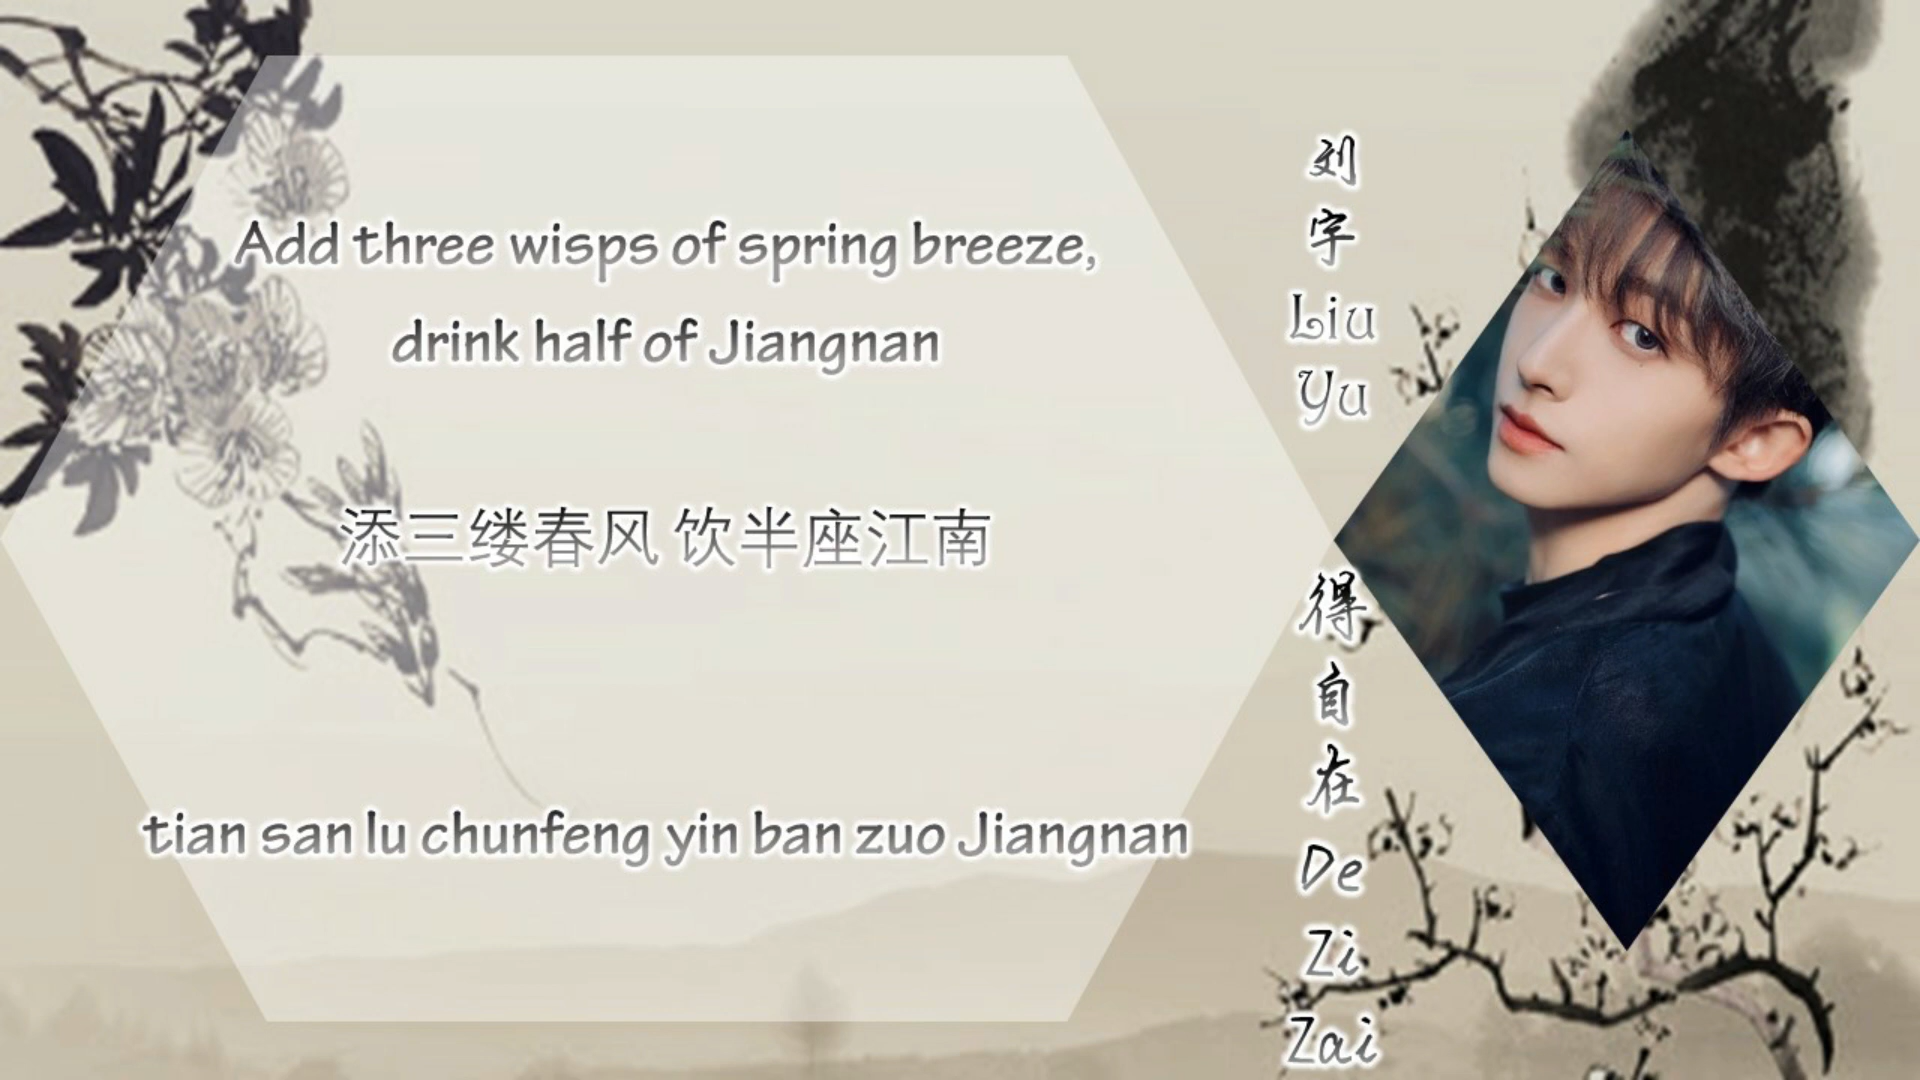 Add three wisps of spring breeze,
drink half of Jiangnan
添三缕春风 饮半座江南
tian san lu chunfeng yin ban zuo Jiangnan
刘
宇
Liu
Yu
得
自
在
De
Zi
Zai